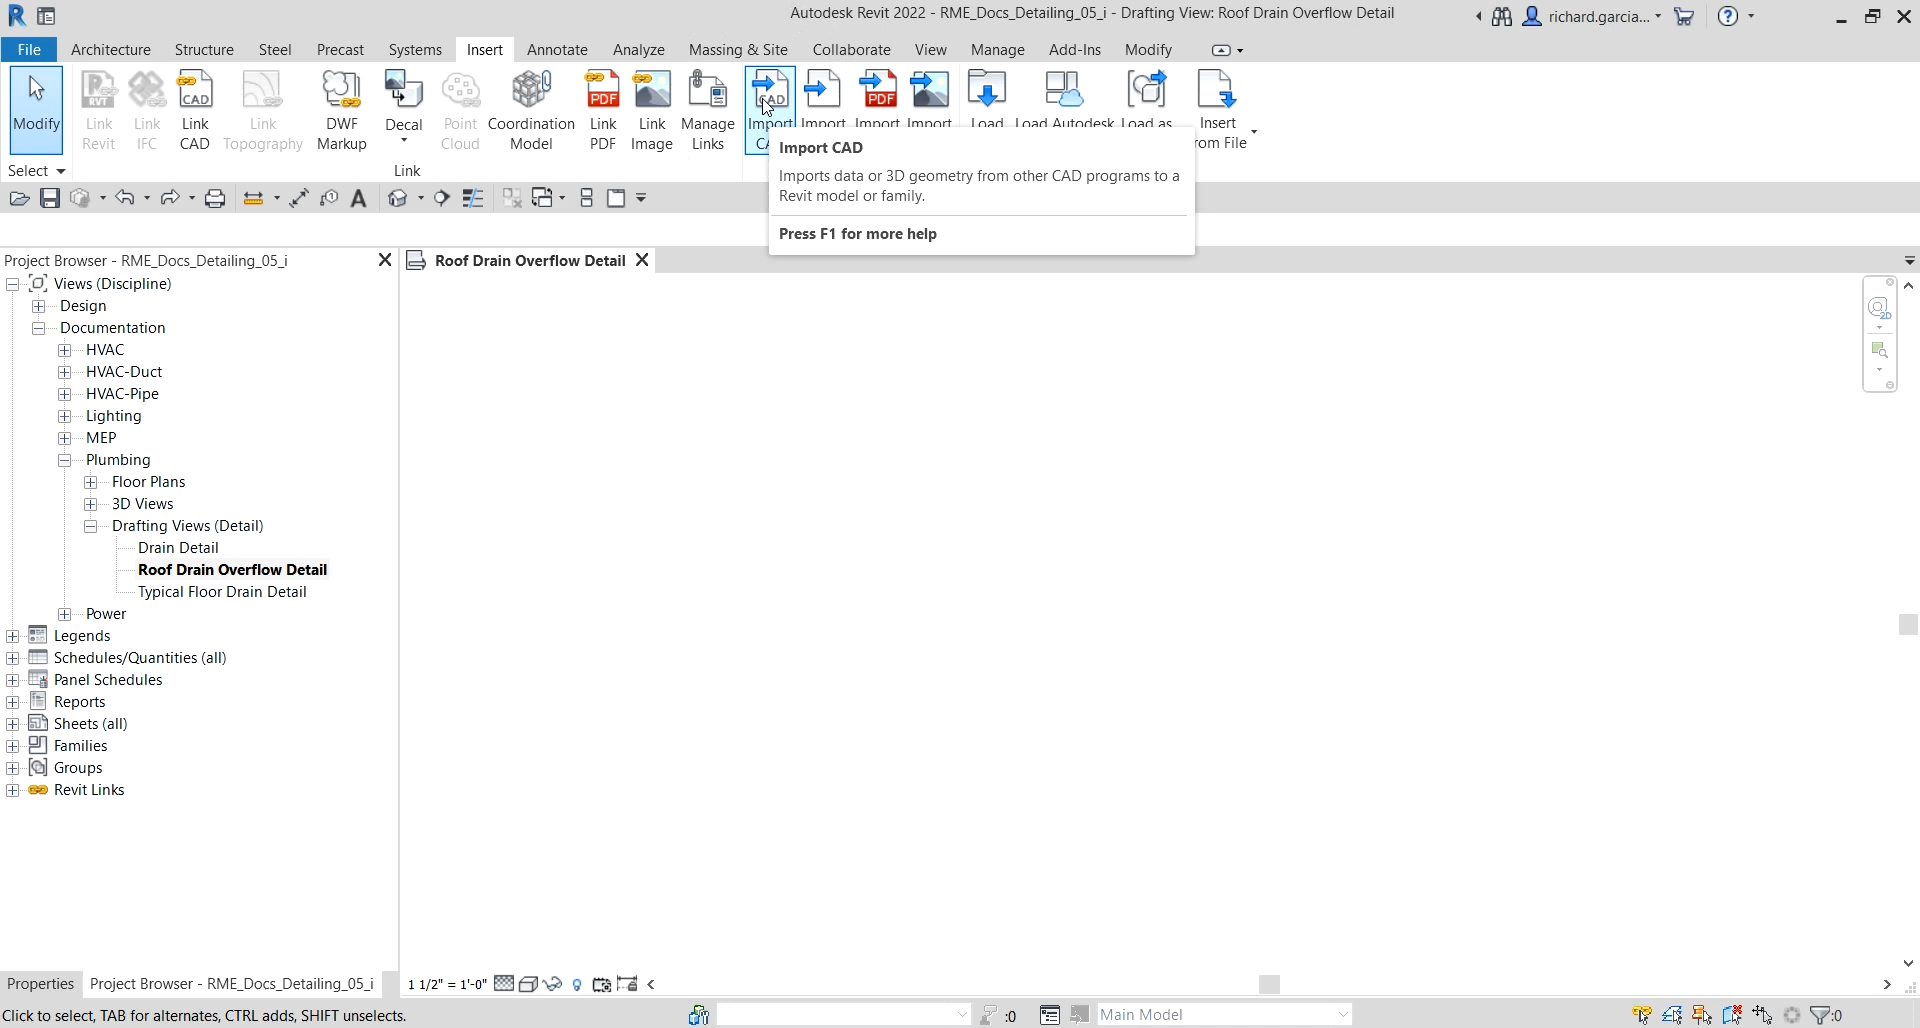 Autodesk Revit 2022 - RME_Docs_Detailing_05_i - Drafting View: Roof Drain Overflow Detail
richard.garcia...
File Architecture Structure Steel Precast Systems Insert Annotate Analyze Massing & Site Collaborate View Manage Add-Ins Modify
Modify
Link Revit
Link IFC
Link CAD
Link Topography
DWF Markup
Decal
Point Cloud
Coordination Model
Link PDF
Link Image
Manage Links
Import
Import
Import
Import
Load
Load Autodesk
Load as
Insert
rom File
Select
Link
Import CAD
Imports data or 3D geometry from other CAD programs to a
Revit model or family.
Press F1 for more help
Project Browser - RME_Docs_Detailing_05_i
Roof Drain Overflow Detail
Views (Discipline)
Design
Documentation
HVAC
HVAC-Duct
HVAC-Pipe
Lighting
MEP
Plumbing
Floor Plans
3D Views
Drafting Views (Detail)
Drain Detail
Roof Drain Overflow Detail
Typical Floor Drain Detail
Power
Legends
Schedules/Quantities (all)
Panel Schedules
Reports
Sheets (all)
Families
Groups
Revit Links
Properties
Project Browser - RME_Docs_Detailing_05_i
1 1/2" = 1'-0"
Click to select, TAB for alternates, CTRL adds, SHIFT unselects.
:0
Main Model
:0